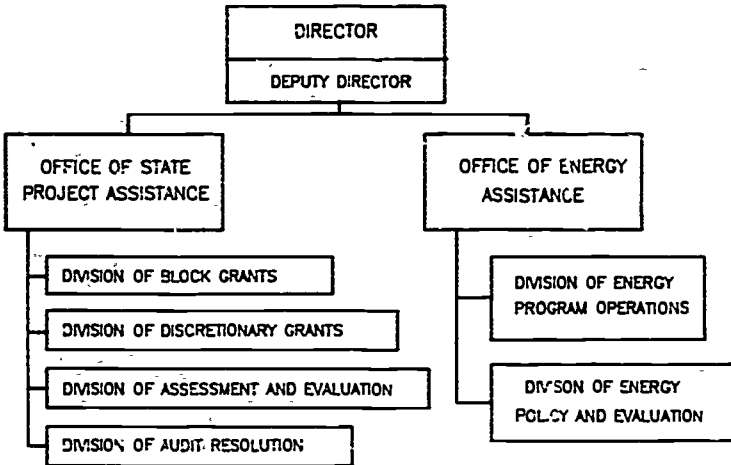 DIRECTOR
DEPUTY DIRECTOR
OFFICE OF STATE
PROJECT ASSISTANCE
DIVISION OF BLOCK GRANTS
DIVISION OF DISCRETIONARY GRANTS
DIVISION OF ASSESSMENT AND EVALUATION
DIVISION OF AUDIT RESOLUTION
OFFICE OF ENERGY
ASSISTANCE
DIVISION OF ENERGY
PROGRAM OPERATIONS
DIVISON OF ENERGY
POLICY AND EVALUATION